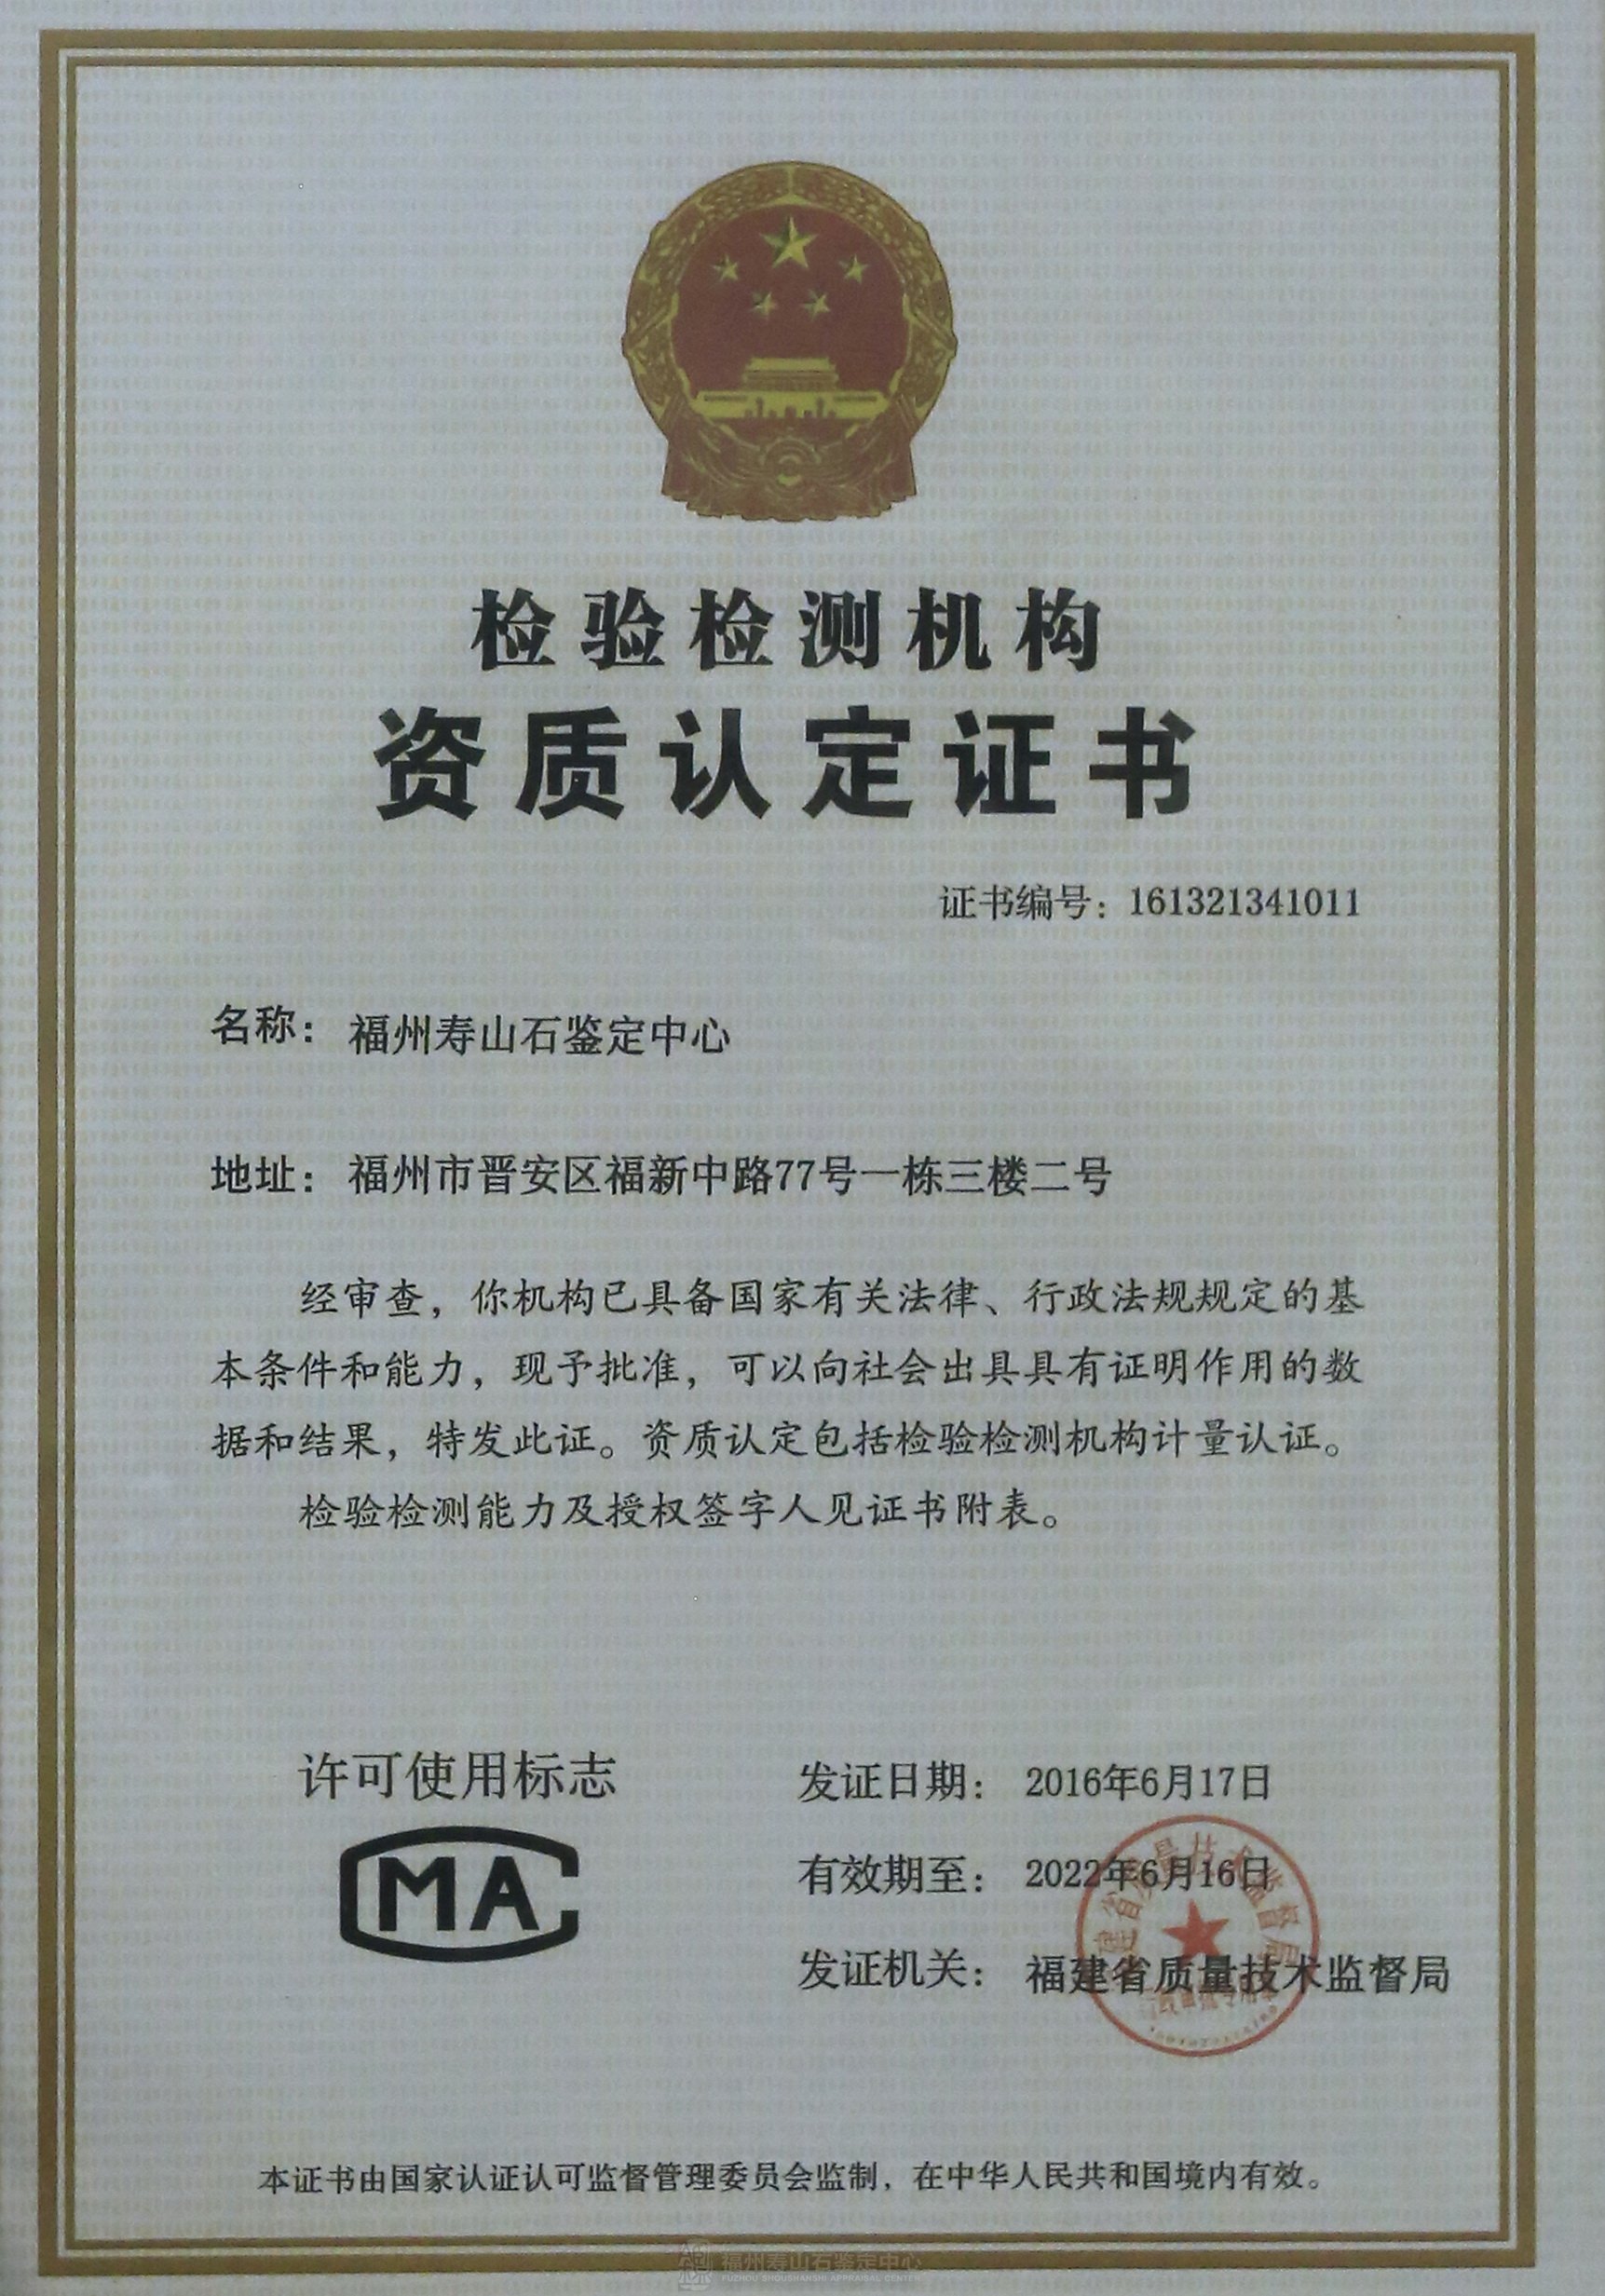 检验检测机构
资质认定证书
证书编号：161321341011
名称：福州寿山石鉴定中心
地址：福州市晋安区福新中路77号一栋三楼二号
经审查，你机构已具备国家有关法律、行政法规规定的基
本条件和能力，现予批准，可以向社会出具具有证明作用的数
据和结果，特发此证。资质认定包括检验检测机构计量认证。
检验检测能力及授权签字人见证书附表。
许可使用标志
MA
发证日期：2016年6月17日
有效期至：2022年6月16日
发证机关：福建省质量技术监督局
本证书由国家认证认可监督管理委员会监制，在中华人民共和国境内有效。
福州寿山石鉴定中心
FUZHOU SHOUSHANSHI APPRAISAL CENTER